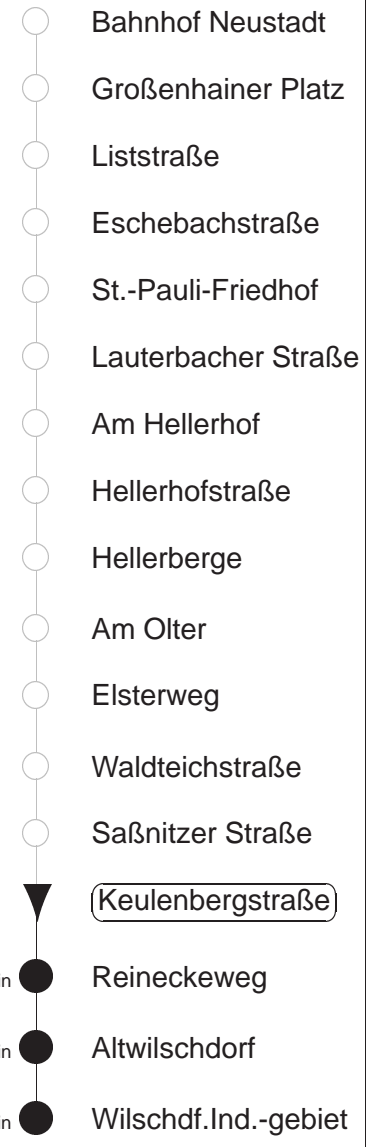 Bahnhof Neustadt
Großenhainer Platz
Liststraße
Eschebachstraße
St.-Pauli-Friedhof
Lauterbacher Straße
Am Hellerhof
Hellerhofstraße
Hellerberge
Am Olter
Elsterweg
Waldteichstraße
Saßnitzer Straße
Keulenbergstraße
Reineckeweg
Altwilschdorf
Wilschdf.Ind.-gebiet